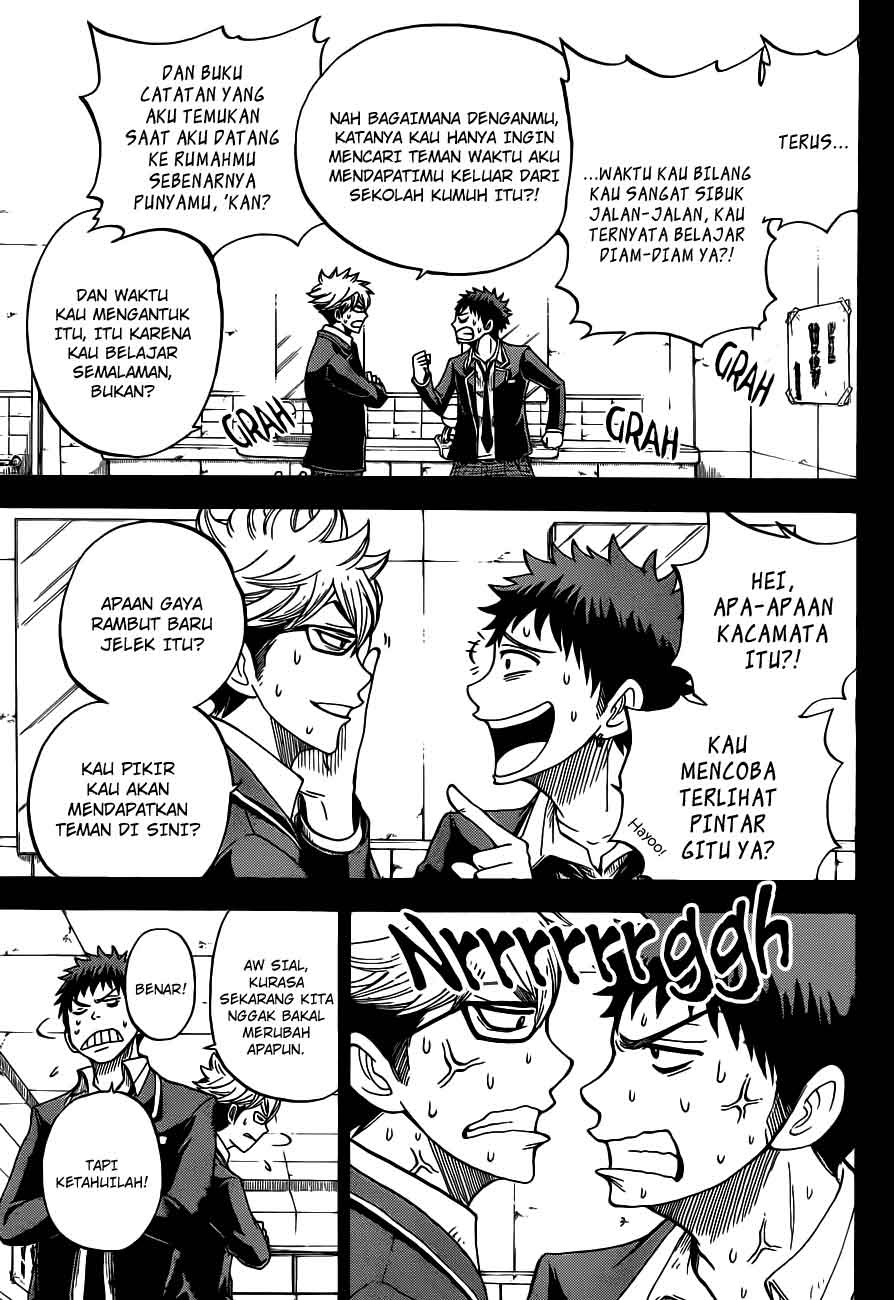 TERUS...
...WAKTU KAU BILANG
KAU SANGAT SIBUK
JALAN-JALAN, KAU
TERNYATA BELAJAR
DIAM-DIAM YA?!
NAH BAGAIMANA DENGANMU,
KATANYA KAU HANYA INGIN
MENCARI TEMAN WAKTU AKU
MENDAPATIMU KELUAR DARI
SEKOLAH KUMUH ITU?!
DAN BUKU
CATATAN YANG
AKU TEMUKAN
SAAT AKU DATANG
KE RUMAHMU
SEBENARNYA
PUNYAMU, 'KAN?
DAN WAKTU
KAU MENGANTUK
ITU, ITU KARENA
KAU BELAJAR
SEMALAMAN,
BUKAN?
GRAH
GRAH
GRAH
HEI,
APA-APAAN
KACAMATA
ITU?!
KAU
MENCOBA
TERLIHAT
PINTAR
GITU YA?
Hayoo!
APAAN GAYA
RAMBUT BARU
JELEK ITU?
KAU PIKIR
KAU AKAN
MENDAPATKAN
TEMAN DI SINI?
Nrrrrrrrggh
AW SIAL,
KURASA
SEKARANG KITA
NGGAK BAKAL
MERUBAH
APAPUN.
BENAR!
TAPI
KETAHUILAH!